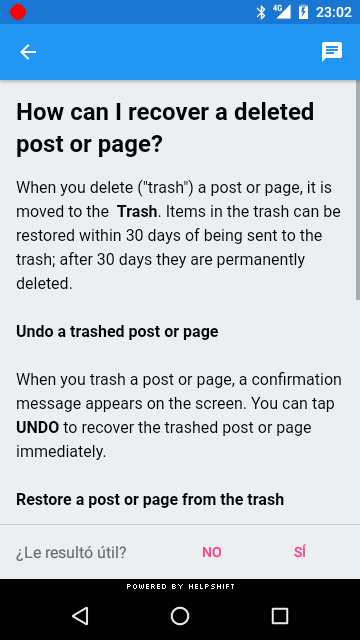 4G 23:02
How can I recover a deleted
post or page?
When you delete ("trash") a post or page, it is
moved to the Trash. Items in the trash can be
restored within 30 days of being sent to the
trash; after 30 days they are permanently
deleted.
Undo a trashed post or page
When you trash a post or page, a confirmation
message appears on the screen. You can tap
UNDO to recover the trashed post or page
immediately.
Restore a post or page from the trash
¿Le resultó útil? NO SÍ
POWERED BY HELPSHIFT